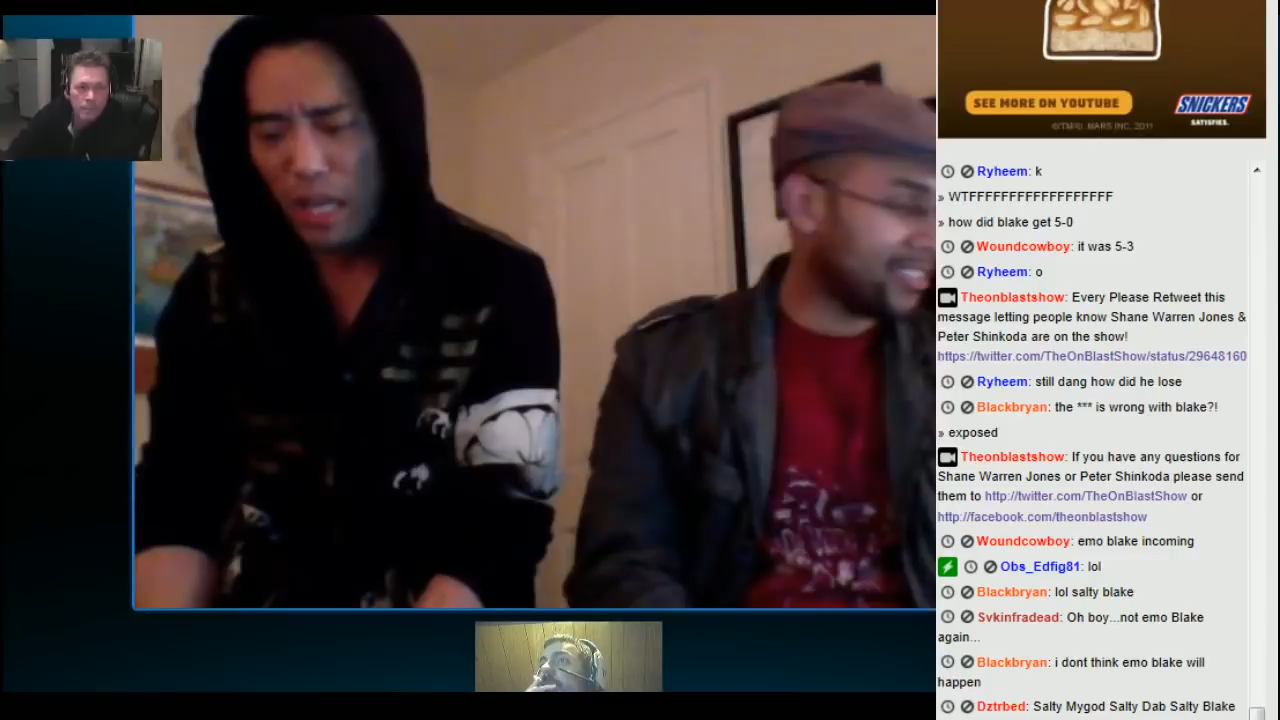 SEE MORE ON YOUTUBE
SNICKERS
SATISFIES.
©TM®. MARS INC. 2011
Ryheem: k
» WTFFFFFFFFFFFFFFFFFF
» how did blake get 5-0
Woundcowboy: it was 5-3
Ryheem: o
Theonblastshow: Every Please Retweet this
message letting people know Shane Warren Jones &
Peter Shinkoda are on the show!
https://twitter.com/TheOnBlastShow/status/29648160
Ryheem: still dang how did he lose
Blackbryan: the *** is wrong with blake?!
» exposed
Theonblastshow: If you have any questions for
Shane Warren Jones or Peter Shinkoda please send
them to http://twitter.com/TheOnBlastShow or
http://facebook.com/theonblastshow
Woundcowboy: emo blake incoming
Obs_Edfig81: lol
Blackbryan: lol salty blake
Svkinfradead: Oh boy...not emo Blake
again...
Blackbryan: i dont think emo blake will
happen
Dztrbed: Salty Mygod Salty Dab Salty Blake